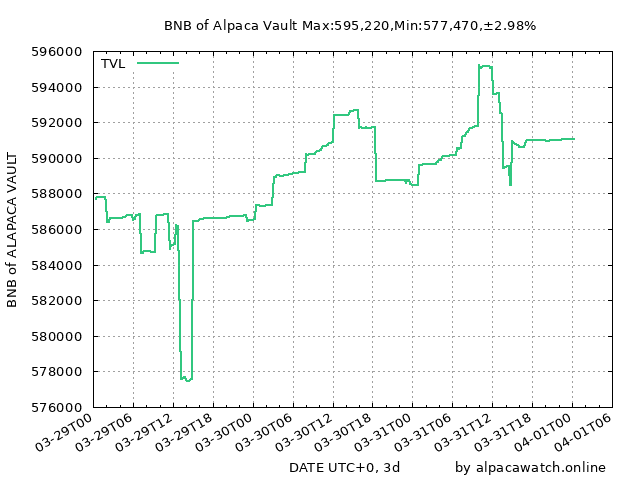 BNB of Alpaca Vault Max:595,220,Min:577,470,±2.98%
596000
594000
592000
590000
588000
586000
584000
582000
580000
578000
576000
TVL
BNB of ALAPACA VAULT
03-29T00
03-29T06
03-29T12
03-29T18
03-30T00
03-30T06
03-30T12
03-30T18
03-31T00
03-31T06
03-31T12
03-31T18
04-01T00
04-01T06
DATE UTC+0, 3d
by alpacawatch.online